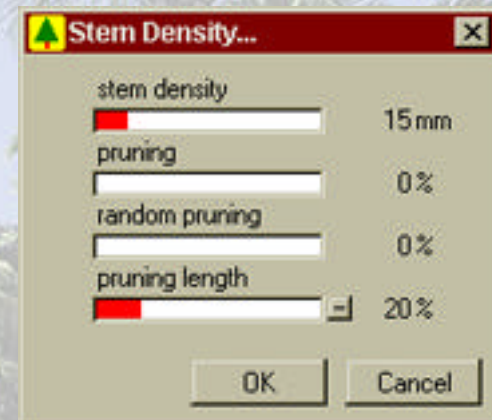 Stem Density...
stem density
15 mm
pruning
0 %
random pruning
0 %
pruning length
20 %
OK Cancel